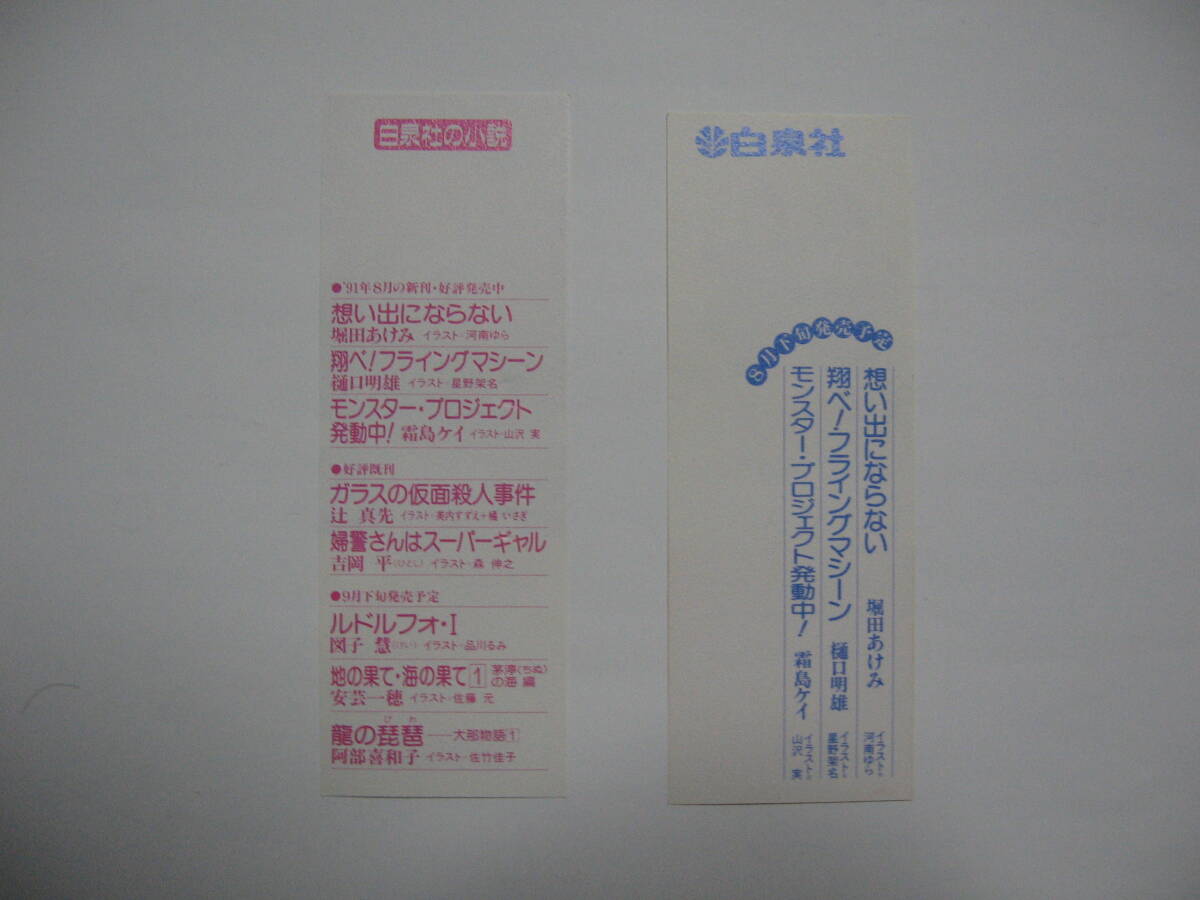 白泉社の小説
●'91年8月の新刊・好評発売中
想い出にならない
堀田あけみ イラスト・河南ゆら
翔べ!フライングマシーン
樋口明雄 イラスト・星野架名
モンスター・プロジェクト
発動中! 霜島ケイ イラスト・山沢 実
●好評既刊
ガラスの仮面殺人事件
辻 真先 イラスト・美内すずえ+橘 いさぎ
婦警さんはスーパーギャル
吉岡 平(ひとし) イラスト・森 伸之
●9月下旬発売予定
ルドルフォ・I
図子 慧(けい) イラスト・品川るみ
地の果て・海の果て1 茅渟(ちぬ)の海 編
安芸一穂 イラスト・佐藤 元
龍の琵琶(びわ)——大那物語1
阿部喜和子 イラスト・佐竹佳子
白泉社
8月下旬発売予定
想い出にならない 堀田あけみ イラスト・河南ゆら
翔べ!フライングマシーン 樋口明雄 イラスト・星野架名
モンスター・プロジェクト発動中! 霜島ケイ イラスト・山沢 実